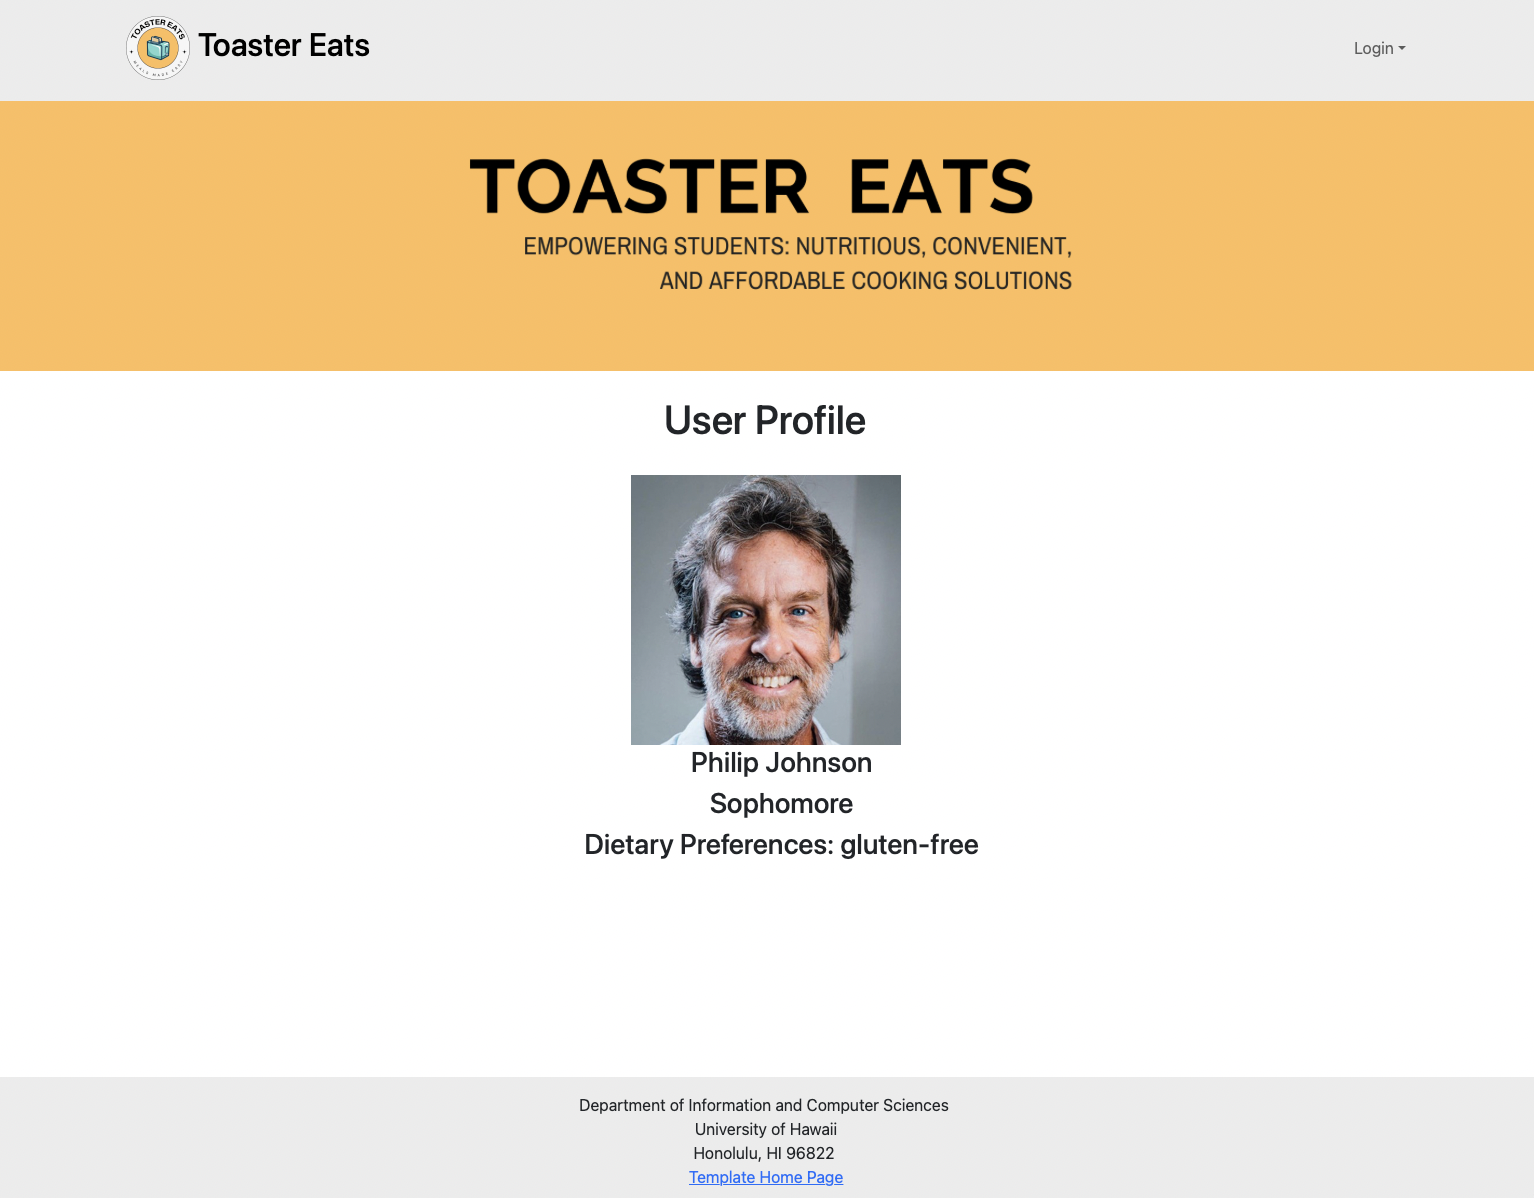 TOASTER EATS
MEALS MADE EASY
Toaster Eats
Login
TOASTER EATS
EMPOWERING STUDENTS: NUTRITIOUS, CONVENIENT,
AND AFFORDABLE COOKING SOLUTIONS
User Profile
Philip Johnson
Sophomore
Dietary Preferences: gluten-free
Department of Information and Computer Sciences
University of Hawaii
Honolulu, HI 96822
Template Home Page